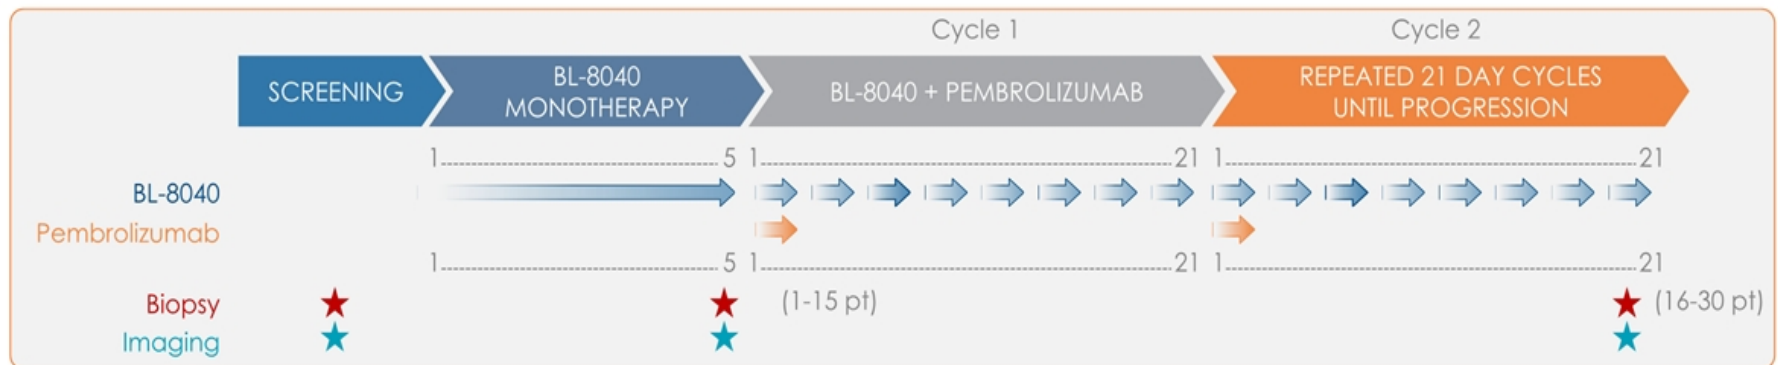 Cycle 1
Cycle 2
SCREENING
BL-8040
MONOTHERAPY
BL-8040 + PEMBROLIZUMAB
REPEATED 21 DAY CYCLES
UNTIL PROGRESSION
1 5 1 21 1 21
BL-8040
Pembrolizumab
1 5 1 21 1 21
Biopsy
(1-15 pt)
(16-30 pt)
Imaging